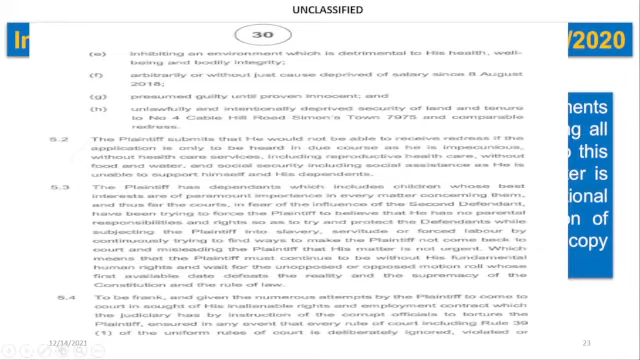 UNCLASSIFIED
In
/2020
30
(e) inhibiting an environment which is detrimental to His health, well-
being and bodily integrity;
(f) arbitrarily or without just cause deprived of salary since 8 August
2018;
(g) presumed guilty until proven innocent; and
(h) unlawfully and intentionally deprived security of land and tenure
to No 4 Cable Hill Road Simon's Town 7975 and comparable
redress.
5.2 The Plaintiff submits that He would not be able to receive redress if the
application is only to be heard in due course as he is impecunious,
without health care services, including reproductive health care, without
food and water, and social security including social assistance as He is
unable to support himself and His dependents.
5.3 The Plaintiff has dependants which includes children whose best
interests are of paramount importance in every matter concerning them,
and thus far the courts, in fear of the influence of the Second Defendant,
have been trying to force the Plaintiff to believe that He has no parental
responsibilities and rights so as to try and protect the Defendants while
subjecting the Plaintiff into slavery, servitude or forced labour by
continuously trying to find ways to make the Plaintiff not come back to
court and misleading the Plaintiff that His matter is not urgent. Which
means that the Plaintiff must continue to be without His fundamental
human rights and wait for the unopposed or opposed motion roll whose
first available date defeats the reality and the supremacy of the
Constitution and the rule of law.
5.4 To be frank, and given the numerous attempts by the Plaintiff to come to
court in sought of His inalienable rights and employment contract which
the judiciary has by instruction of the corrupt officials to torture the
Plaintiff, ensured in any event that every rule of court including Rule 39
(1) of the uniform rules of court is deliberately ignored, violated or
ments
ng all
o this
ter is
tional
n of
copy
12/14/2021
23